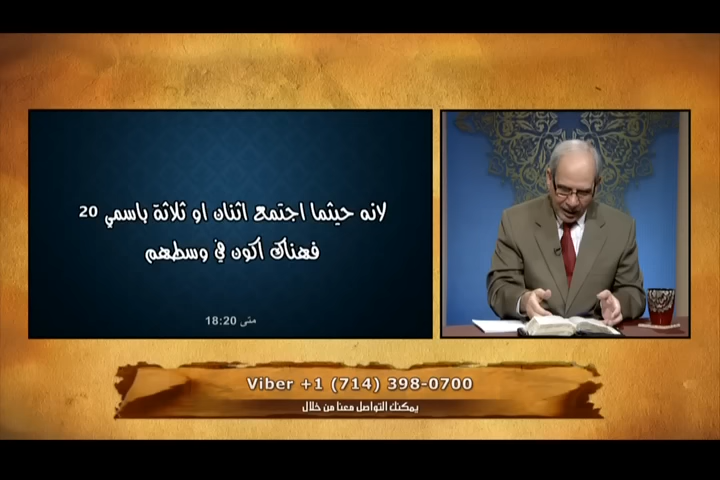 20 لانه حيثما اجتمع اثنان او ثلاثة باسمي
فهناك اكون في وسطهم
متى 18:20
Viber +1 (714) 398-0700
يمكنك التواصل معنا من خلال